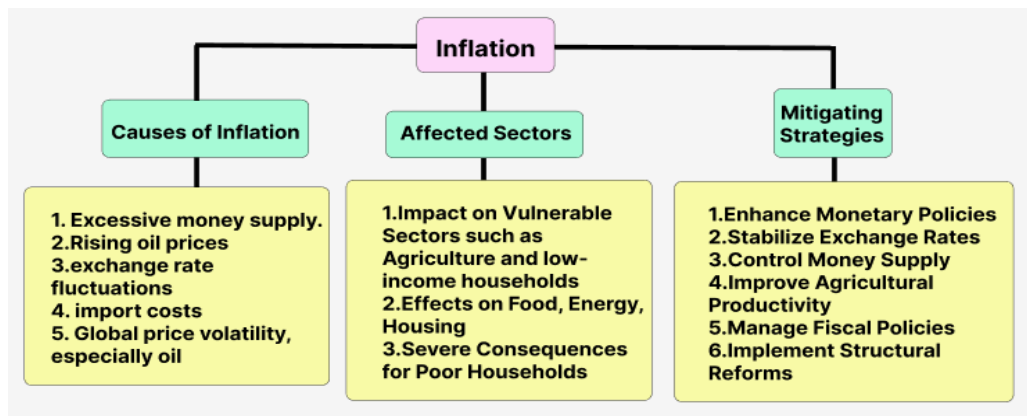 Inflation
Causes of Inflation
1. Excessive money supply.
2.Rising oil prices
3.exchange rate
fluctuations
4. import costs
5. Global price volatility,
especially oil
Affected Sectors
1.Impact on Vulnerable
Sectors such as
Agriculture and low-
income households
2.Effects on Food, Energy,
Housing
3.Severe Consequences
for Poor Households
Mitigating
Strategies
1.Enhance Monetary Policies
2.Stabilize Exchange Rates
3.Control Money Supply
4.Improve Agricultural
Productivity
5.Manage Fiscal Policies
6.Implement Structural
Reforms